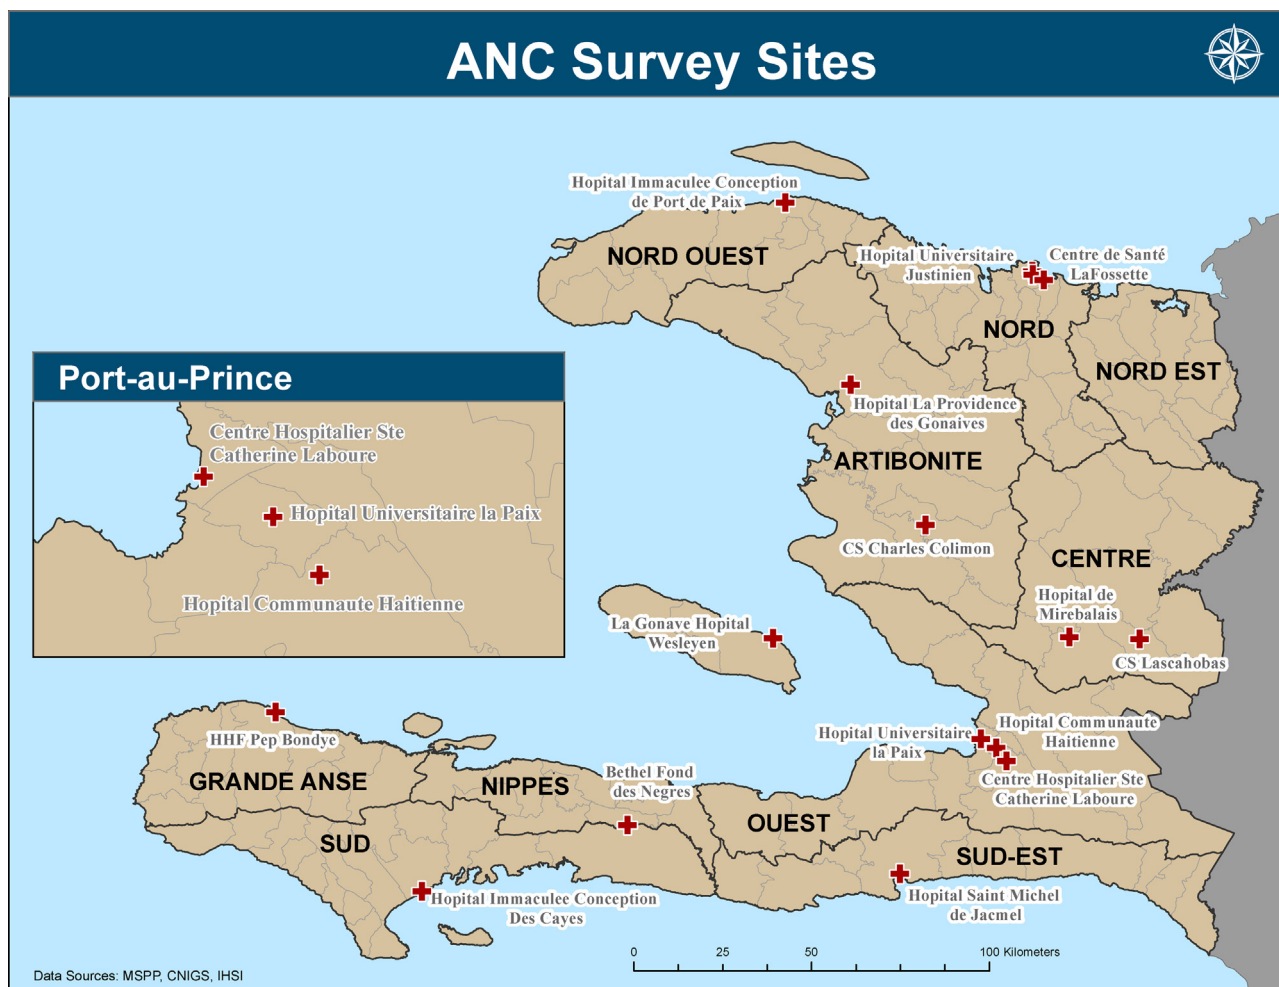 ANC Survey Sites
Hopital Immaculee Conception
de Port de Paix
NORD OUEST
Hopital Universitaire
Justinien
Centre de Santé
LaFossette
NORD
NORD EST
Port-au-Prince
Centre Hospitalier Ste
Catherine Laboure
Hopital Universitaire la Paix
Hopital Communaute Haitienne
Hopital La Providence
des Gonaives
ARTIBONITE
CS Charles Colimon
CENTRE
Hopital de
Mirebalais
CS Lascahobas
La Gonave Hopital
Wesleyen
HHF Pep Bondye
GRANDE ANSE
NIPPES
Bethel Fond
des Negres
Hopital Universitaire
la Paix
Hopital Communaute
Haitienne
Centre Hospitalier Ste
Catherine Laboure
OUEST
SUD
SUD-EST
Hopital Immaculee Conception
Des Cayes
Hopital Saint Michel
de Jacmel
0 25 50 100 Kilometers
Data Sources: MSPP, CNIGS, IHSI